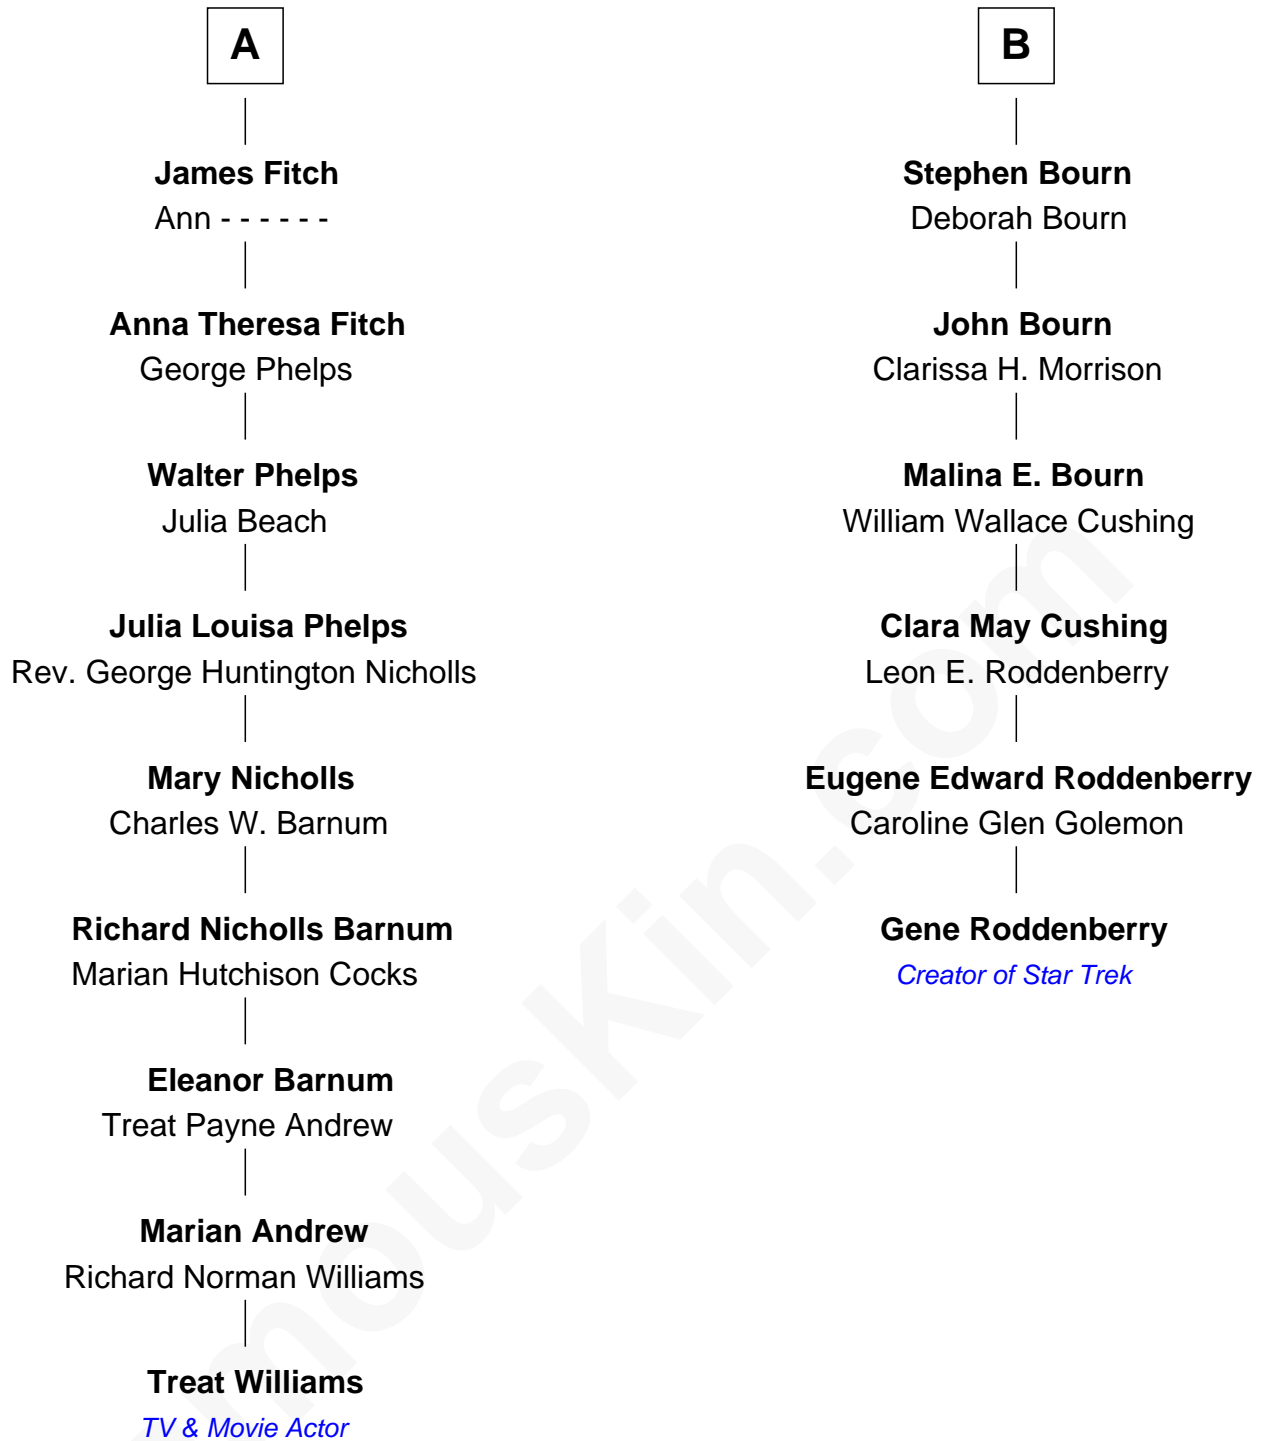 A
James Fitch
Ann - - - - - -
Anna Theresa Fitch
George Phelps
Walter Phelps
Julia Beach
Julia Louisa Phelps
Rev. George Huntington Nicholls
Mary Nicholls
Charles W. Barnum
Richard Nicholls Barnum
Marian Hutchison Cocks
Eleanor Barnum
Treat Payne Andrew
Marian Andrew
Richard Norman Williams
Treat Williams
TV & Movie Actor
B
Stephen Bourn
Deborah Bourn
John Bourn
Clarissa H. Morrison
Malina E. Bourn
William Wallace Cushing
Clara May Cushing
Leon E. Roddenberry
Eugene Edward Roddenberry
Caroline Glen Golemon
Gene Roddenberry
Creator of Star Trek
mousKin.com